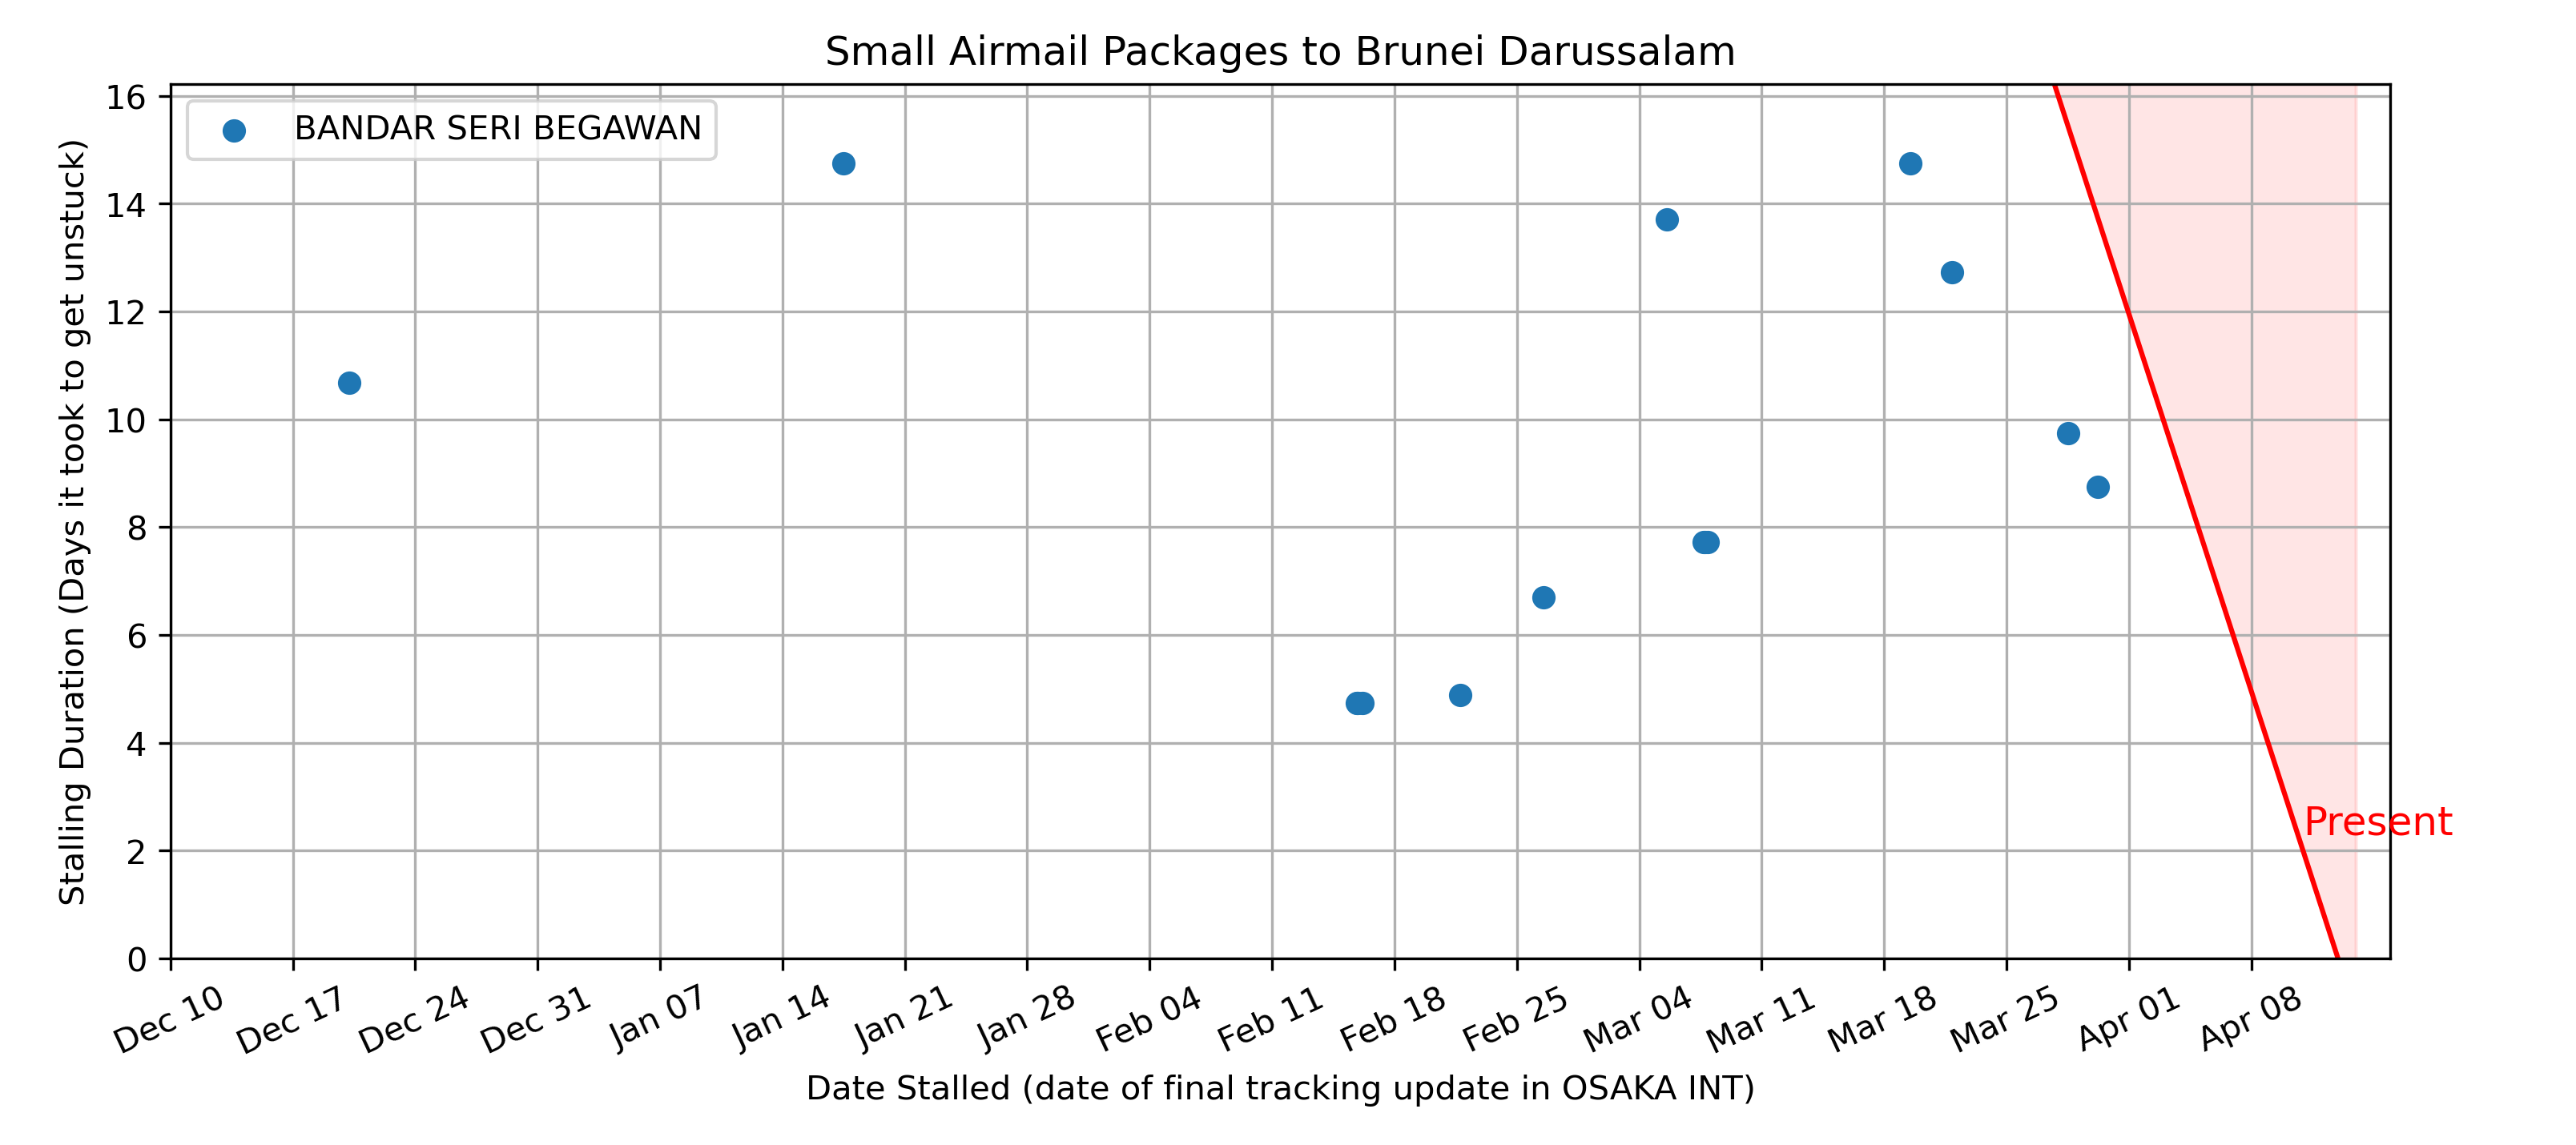 Small Airmail Packages to Brunei Darussalam
BANDAR SERI BEGAWAN
Stalling Duration (Days it took to get unstuck)
16
14
12
10
8
6
4
2
0
Present
Dec 10 Dec 17 Dec 24 Dec 31 Jan 07 Jan 14 Jan 21 Jan 28 Feb 04 Feb 11 Feb 18 Feb 25 Mar 04 Mar 11 Mar 18 Mar 25 Apr 01 Apr 08
Date Stalled (date of final tracking update in OSAKA INT)